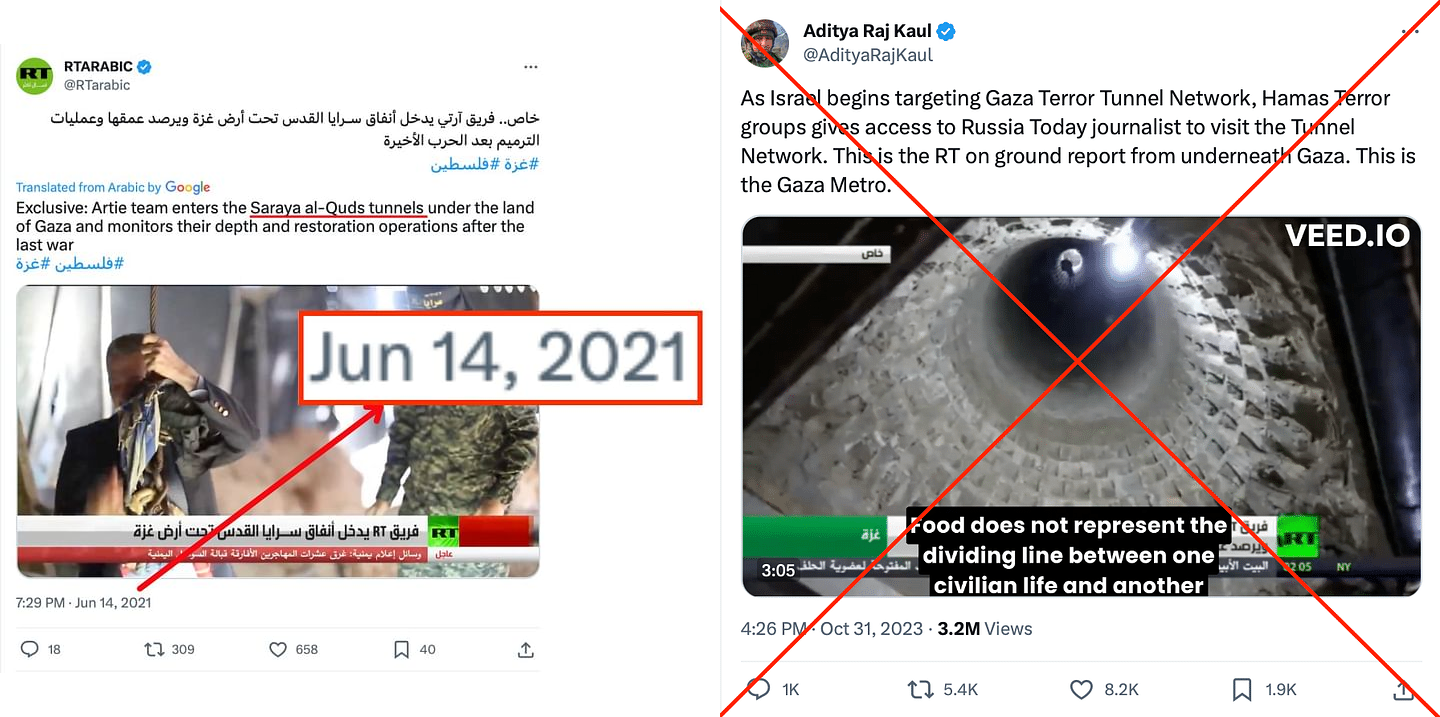 RT
RTARABIC
@RTarabic
خاص.. فريق آرتي يدخل أنفاق سرايا القدس تحت أرض غزة ويرصد عمقها وعمليات
الترميم بعد الحرب الأخيرة
#غزة #فلسطين
Translated from Arabic by Google
Exclusive: Artie team enters the Saraya al-Quds tunnels under the land
of Gaza and monitors their depth and restoration operations after the
last war
#فلسطين #غزة
سرايا
Jun 14, 2021
فريق RT يدخل أنفاق سرايا القدس تحت أرض غزة
RT
عاجل
وسائل إعلام يمنية: غرق عشرات المهاجرين الأفارقة قبالة اليمنية
7:29 PM · Jun 14, 2021
18
309
658
40
Aditya Raj Kaul
@AdityaRajKaul
As Israel begins targeting Gaza Terror Tunnel Network, Hamas Terror
groups gives access to Russia Today journalist to visit the Tunnel
Network. This is the RT on ground report from underneath Gaza. This is
the Gaza Metro.
VEED.IO
خاص
غزة
فريق RT
ويرصد
RT
Food does not represent the
dividing line between one
civilian life and another
3:05
المفتوحة لعضوية الحلف
البيت
02 05
NY
4:26 PM · Oct 31, 2023 · 3.2M Views
1K
5.4K
8.2K
1.9K